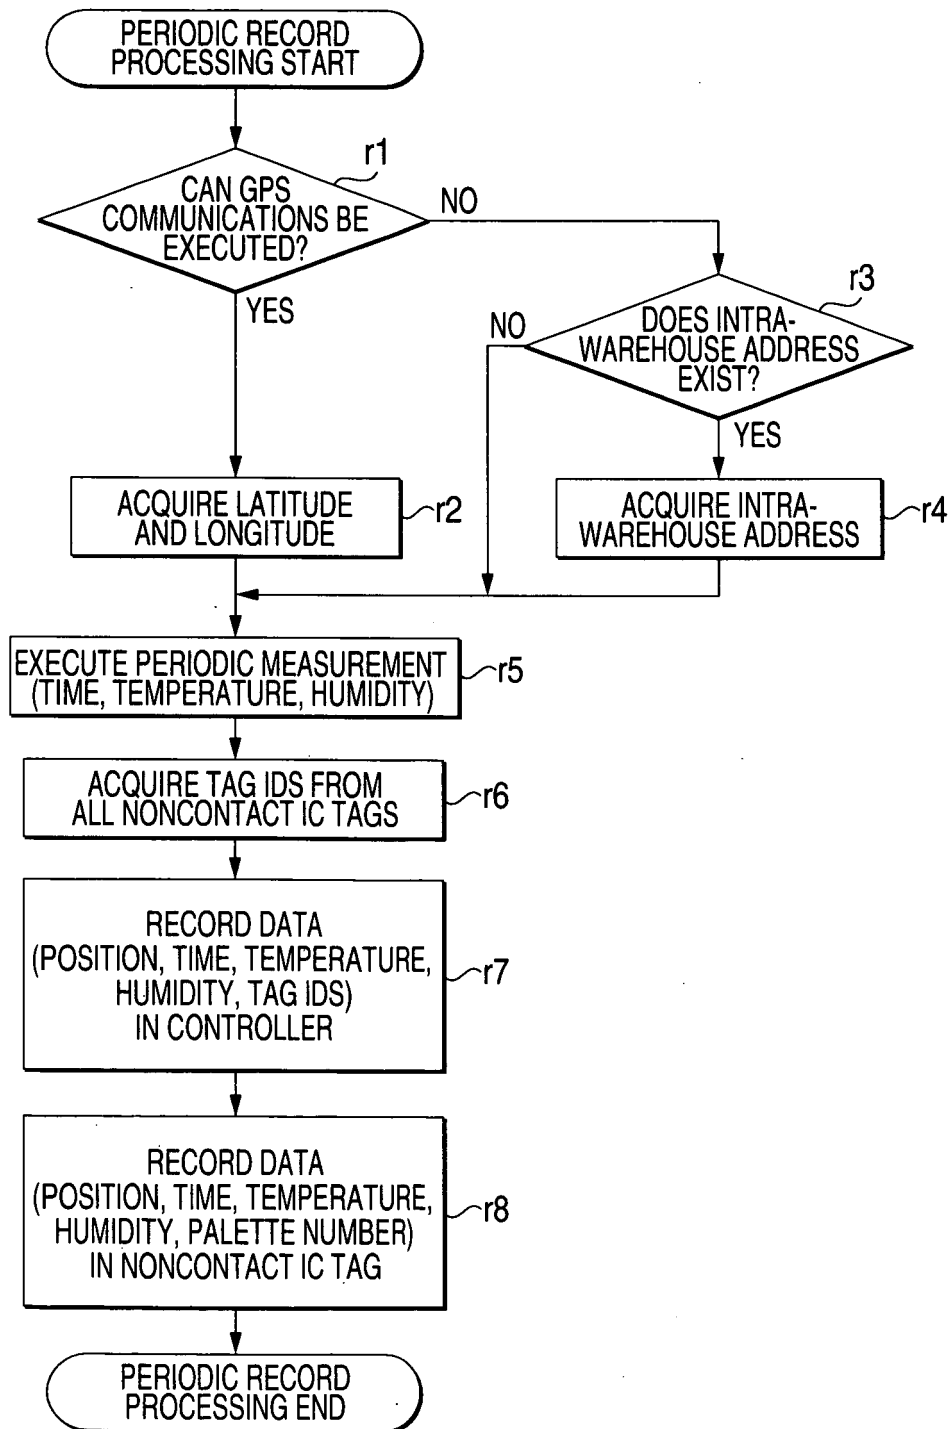 PERIODIC RECORD
PROCESSING START
r1
CAN GPS
COMMUNICATIONS BE
EXECUTED?
NO
YES
r3
DOES INTRA-
WAREHOUSE ADDRESS
EXIST?
NO
YES
ACQUIRE LATITUDE
AND LONGITUDE
r2
ACQUIRE INTRA-
WAREHOUSE ADDRESS
r4
EXECUTE PERIODIC MEASUREMENT
(TIME, TEMPERATURE, HUMIDITY)
r5
ACQUIRE TAG IDS FROM
ALL NONCONTACT IC TAGS
r6
RECORD DATA
(POSITION, TIME, TEMPERATURE,
HUMIDITY, TAG IDS)
IN CONTROLLER
r7
RECORD DATA
(POSITION, TIME, TEMPERATURE,
HUMIDITY, PALETTE NUMBER)
IN NONCONTACT IC TAG
r8
PERIODIC RECORD
PROCESSING END